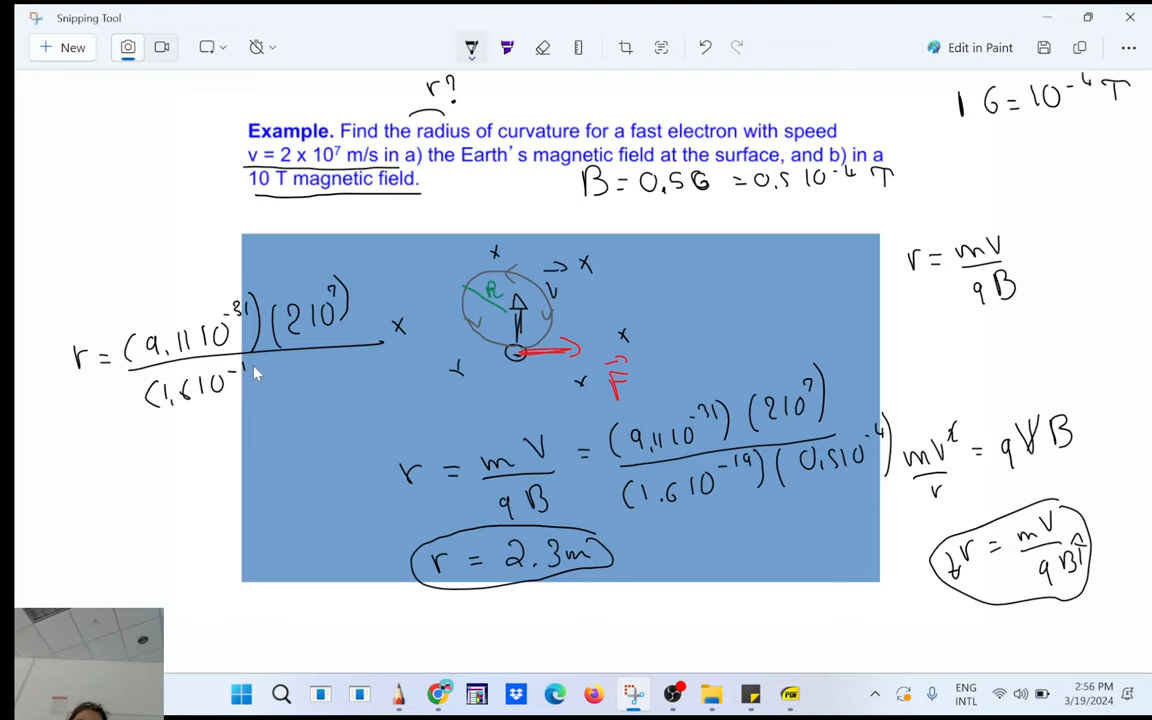 Snipping Tool
New
Edit in Paint
r?
1 G = 10⁻⁴ T
Example. Find the radius of curvature for a fast electron with speed
v = 2 x 10⁷ m/s in a) the Earth's magnetic field at the surface, and b) in a
10 T magnetic field.
B = 0.5G = 0.5 10⁻⁴ T
r = mV / qB
x
x
V
R
r = (9.11 10⁻³¹)(2 10⁷) / (1.6 10⁻¹
x
x
F
r = mV / qB = (9.11 10⁻³¹)(2 10⁷) / (1.6 10⁻¹⁹)(0.5 10⁻⁴)
mV² / r = qVB
r = 2.3m
↓r = mV / qB↑
PDF
ENG
INTL
2:56 PM
3/19/2024